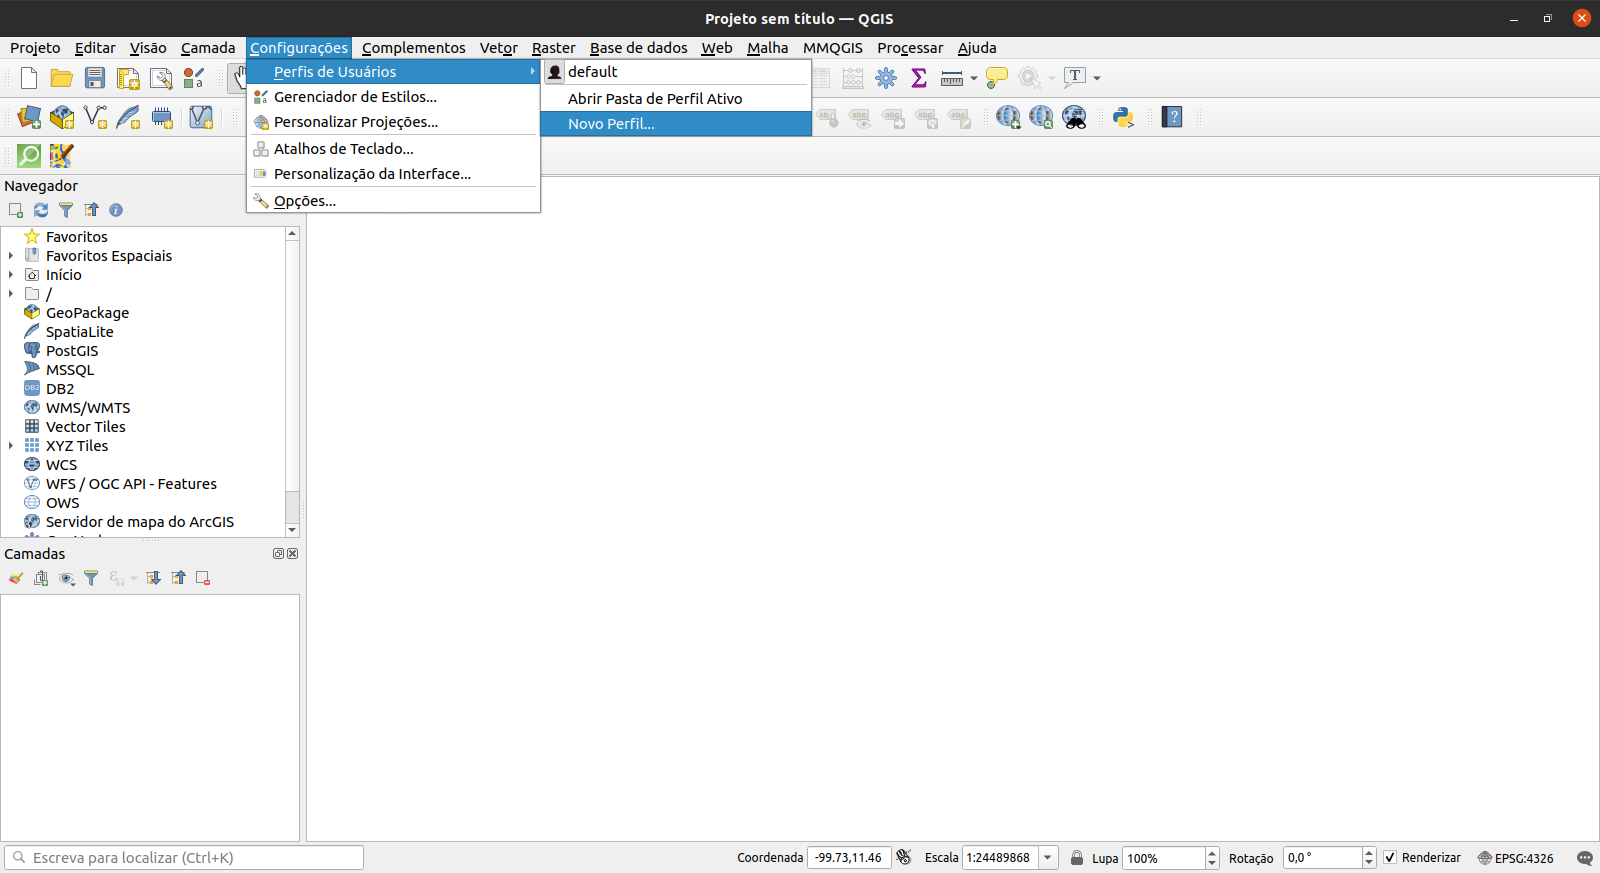 Projeto sem título — QGIS
Projeto Editar Visão Camada Configurações Complementos Vetor Raster Base de dados Web Malha MMQGIS Processar Ajuda
Perfis de Usuários
Gerenciador de Estilos...
Personalizar Projeções...
Atalhos de Teclado...
Personalização da Interface...
Opções...
default
Abrir Pasta de Perfil Ativo
Novo Perfil...
Navegador
Favoritos
Favoritos Espaciais
Início
/
GeoPackage
SpatiaLite
PostGIS
MSSQL
DB2
WMS/WMTS
Vector Tiles
XYZ Tiles
WCS
WFS / OGC API - Features
OWS
Servidor de mapa do ArcGIS
Camadas
Escreva para localizar (Ctrl+K)
Coordenada -99.73,11.46 Escala 1:24489868 Lupa 100% Rotação 0,0 ° Renderizar EPSG:4326